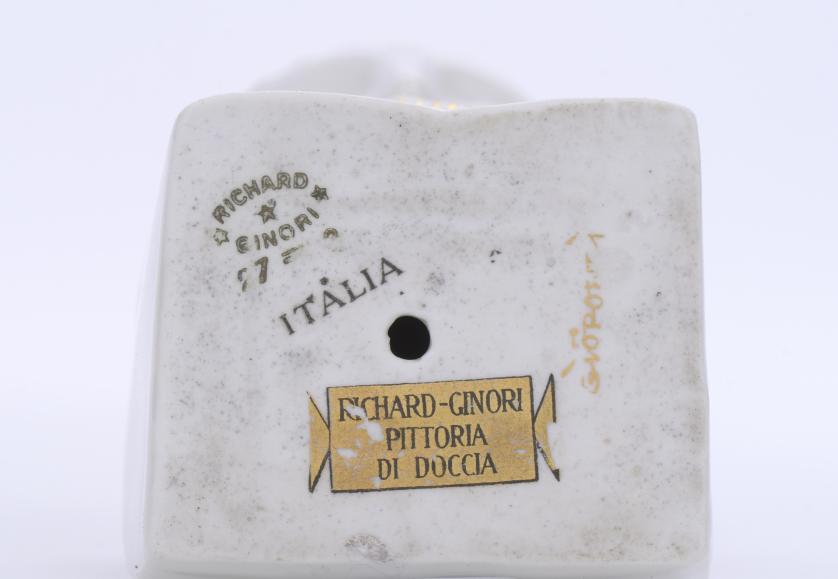 RICHARD
GINORI
ITALIA
RICHARD-GINORI
PITTORIA
DI DOCCIA